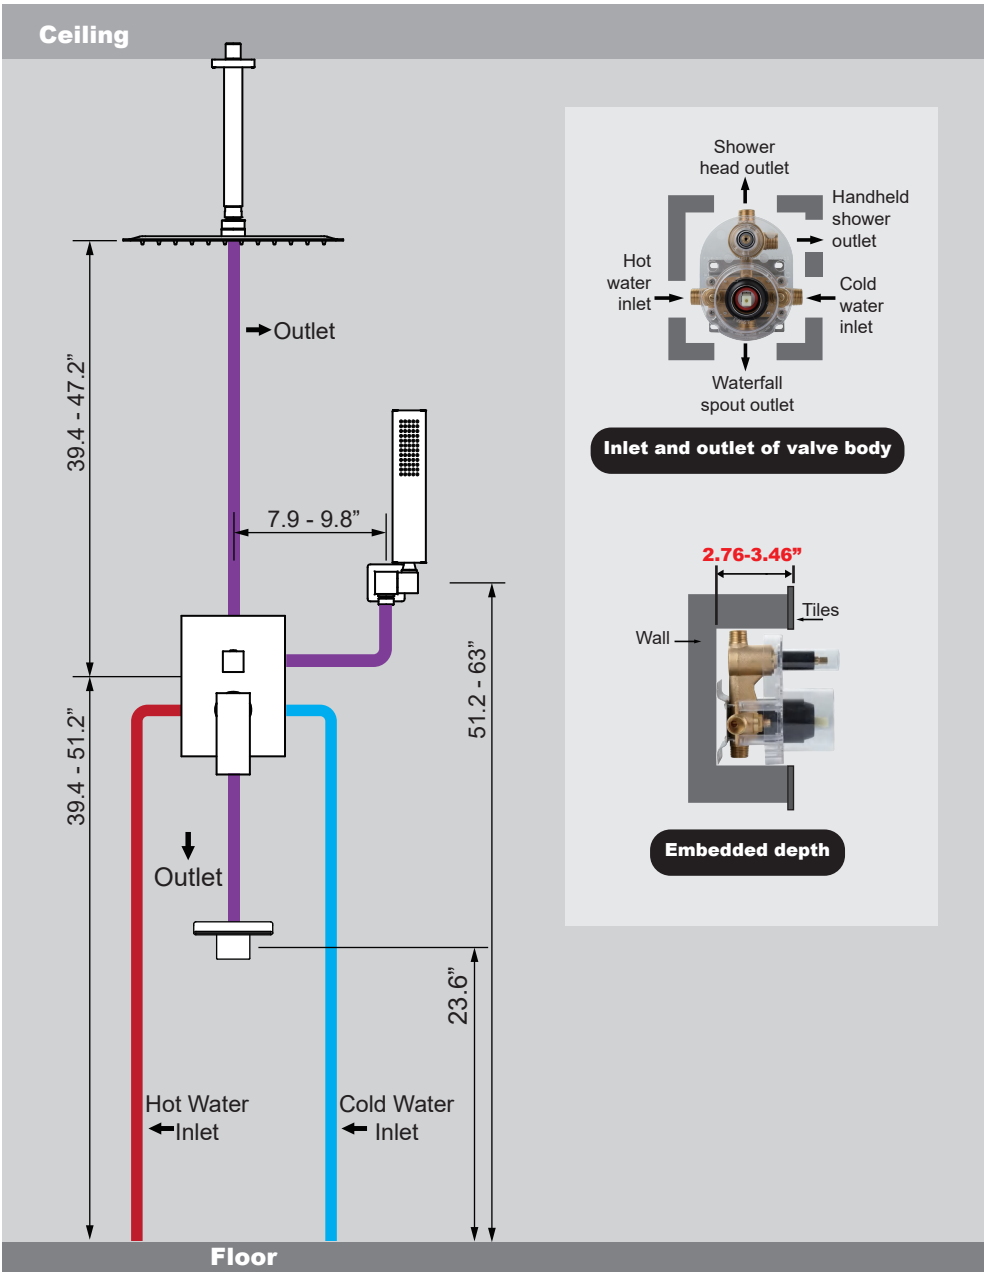 Ceiling
Outlet
39.4 - 47.2”
7.9 - 9.8”
51.2 - 63”
39.4 - 51.2”
Outlet
23.6”
Hot Water
Inlet
Cold Water
Inlet
Floor
Shower
head outlet
Handheld
shower
outlet
Hot
water
inlet
Cold
water
inlet
Waterfall
spout outlet
Inlet and outlet of valve body
2.76-3.46”
Tiles
Wall
Embedded depth